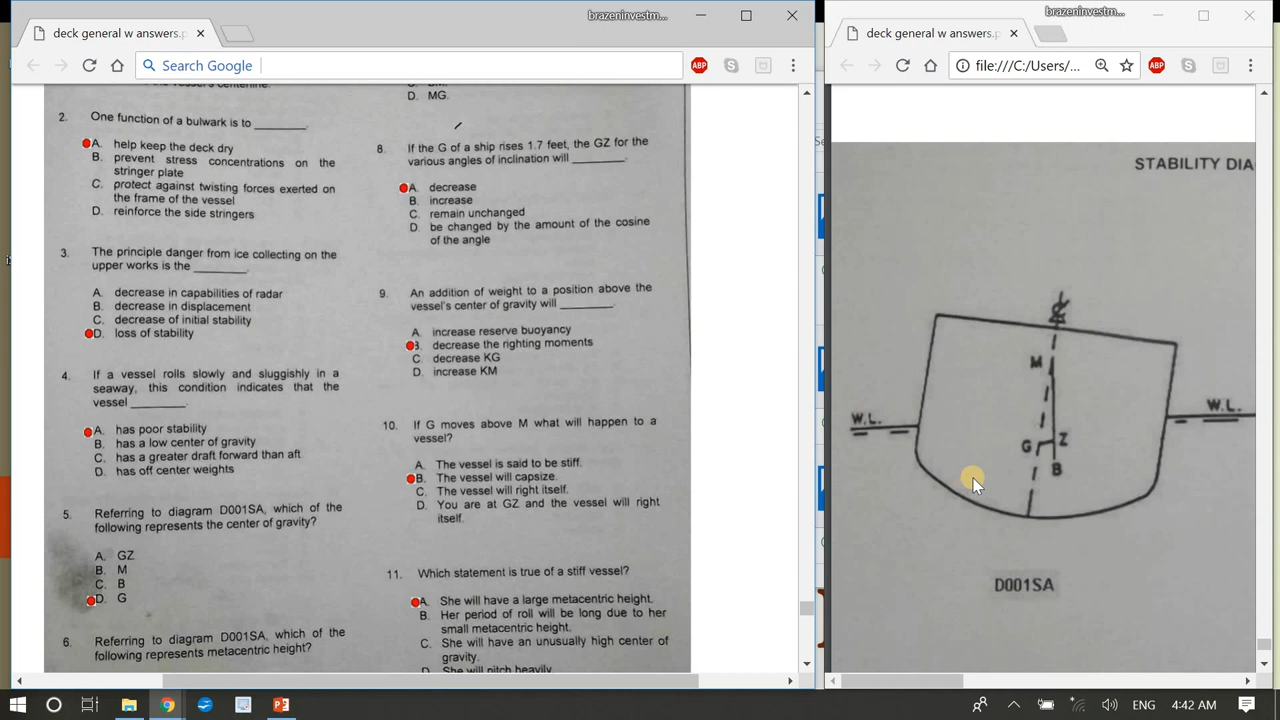 brazeninvestm...
deck general w answers.p
Search Google
ABP
2. One function of a bulwark is to ________.
A. help keep the deck dry
B. prevent stress concentrations on the
stringer plate
C. protect against twisting forces exerted on
the frame of the vessel
D. reinforce the side stringers
3. The principle danger from ice collecting on the
upper works is the ________.
A. decrease in capabilities of radar
B. decrease in displacement
C. decrease of initial stability
D. loss of stability
4. If a vessel rolls slowly and sluggishly in a
seaway, this condition indicates that the
vessel ________.
A. has poor stability
B. has a low center of gravity
C. has a greater draft forward than aft
D. has off center weights
5. Referring to diagram D001SA, which of the
following represents the center of gravity?
A. GZ
B. M
C. B
D. G
6. Referring to diagram D001SA, which of the
following represents metacentric height?
D. MG.
8. If the G of a ship rises 1.7 feet, the GZ for the
various angles of inclination will ________.
A. decrease
B. increase
C. remain unchanged
D. be changed by the amount of the cosine
of the angle
9. An addition of weight to a position above the
vessel's center of gravity will ________.
A. increase reserve buoyancy
B. decrease the righting moments
C. decrease KG
D. increase KM
10. If G moves above M what will happen to a
vessel?
A. The vessel is said to be stiff.
B. The vessel will capsize.
C. The vessel will right itself.
D. You are at GZ and the vessel will right
itself.
11. Which statement is true of a stiff vessel?
A. She will have a large metacentric height.
B. Her period of roll will be long due to her
small metacentric height.
C. She will have an unusually high center of
gravity.
D. She will pitch heavily.
brazeninvestm...
deck general w answers.p
file:///C:/Users/...
ABP
STABILITY DIA
M
W.L.
W.L.
G Z
B
D001SA
ENG 4:42 AM